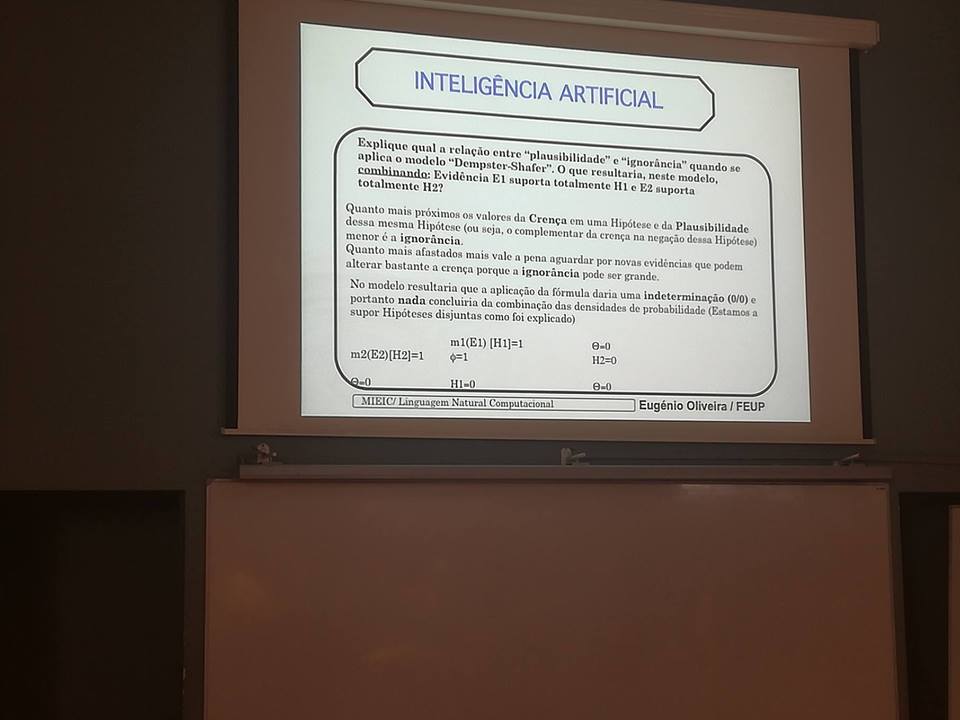 INTELIGÊNCIA ARTIFICIAL
Explique qual a relação entre “plausibilidade” e “ignorância” quando se
aplica o modelo “Dempster-Shafer”. O que resultaria, neste modelo,
combinando: Evidência E1 suporta totalmente H1 e E2 suporta
totalmente H2?
Quanto mais próximos os valores da Crença em uma Hipótese e da Plausibilidade
dessa mesma Hipótese (ou seja, o complementar da crença na negação dessa Hipótese)
menor é a ignorância.
Quanto mais afastados mais vale a pena aguardar por novas evidências que podem
alterar bastante a crença porque a ignorância pode ser grande.
No modelo resultaria que a aplicação da fórmula daria uma indeterminação (0/0) e
portanto nada concluiria da combinação das densidades de probabilidade (Estamos a
supor Hipóteses disjuntas como foi explicado)
m1(E1) [H1]=1 Θ=0
m2(E2)[H2]=1 ϕ=1 H2=0
Θ=0 H1=0 Θ=0
MIEIC/ Linguagem Natural Computacional Eugénio Oliveira / FEUP